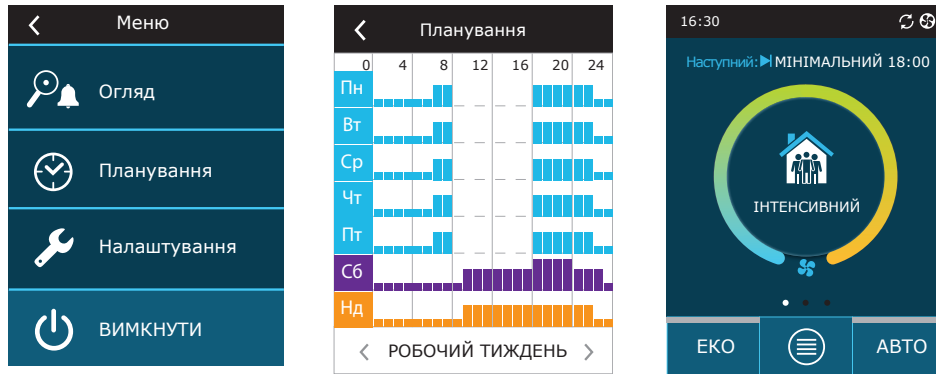 Меню
Огляд
Планування
Налаштування
ВИМКНУТИ
Планування
0 4 8 12 16 20 24
Пн
Вт
Ср
Чт
Пт
Сб
Нд
РОБОЧИЙ ТИЖДЕНЬ
16:30
Наступний: МІНІМАЛЬНИЙ 18:00
ІНТЕНСИВНИЙ
ЕКО
АВТО